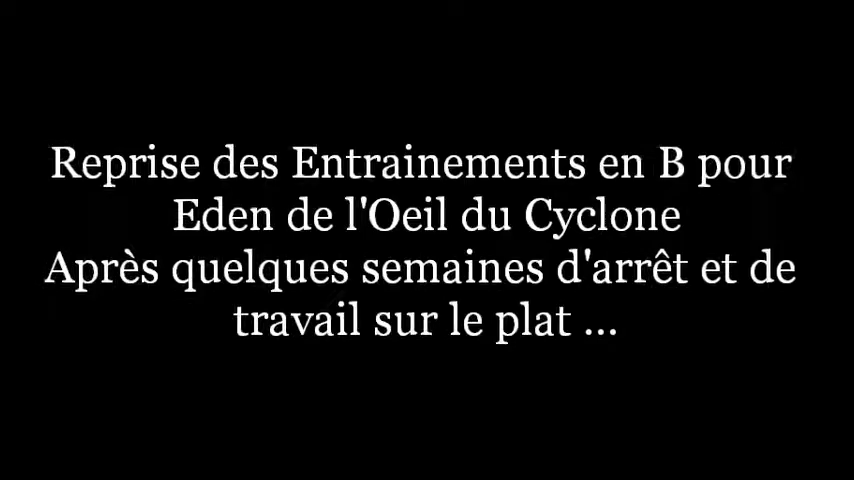 Reprise des Entrainements en B pour
Eden de l'Oeil du Cyclone
Après quelques semaines d'arrêt et de
travail sur le plat ...